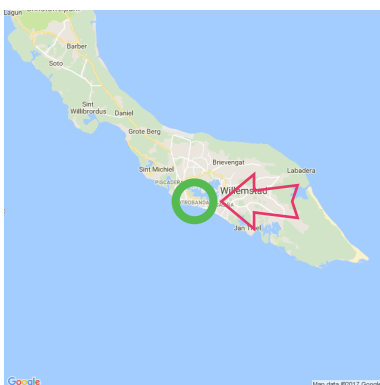 Lagun
Barber
Soto
Sint
Willibrordus
Daniel
Grote Berg
Brievengat
Sint Michiel
Labadera
Willemstad
Jan Thiel
Google
Map data ©2017 Google